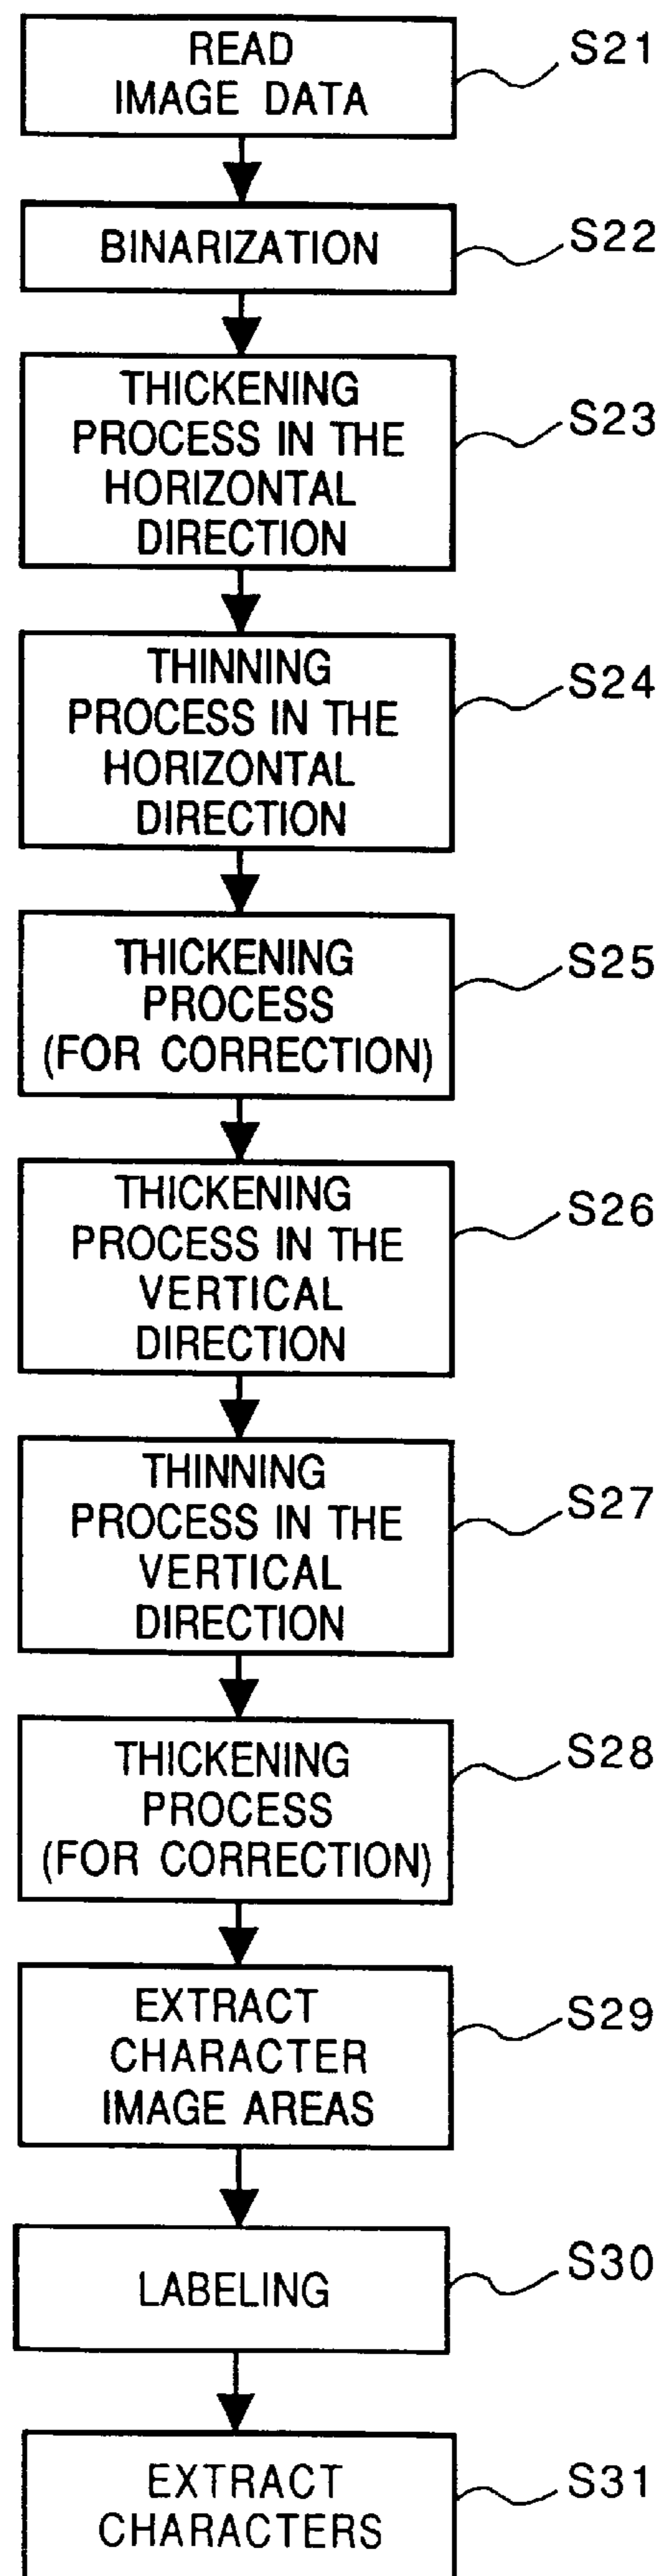 READ
IMAGE DATA
S21
BINARIZATION
S22
THICKENING
PROCESS IN THE
HORIZONTAL
DIRECTION
S23
THINNING
PROCESS IN THE
HORIZONTAL
DIRECTION
S24
THICKENING
PROCESS
(FOR CORRECTION)
S25
THICKENING
PROCESS IN THE
VERTICAL
DIRECTION
S26
THINNING
PROCESS IN THE
VERTICAL
DIRECTION
S27
THICKENING
PROCESS
(FOR CORRECTION)
S28
EXTRACT
CHARACTER
IMAGE AREAS
S29
LABELING
S30
EXTRACT
CHARACTERS
S31